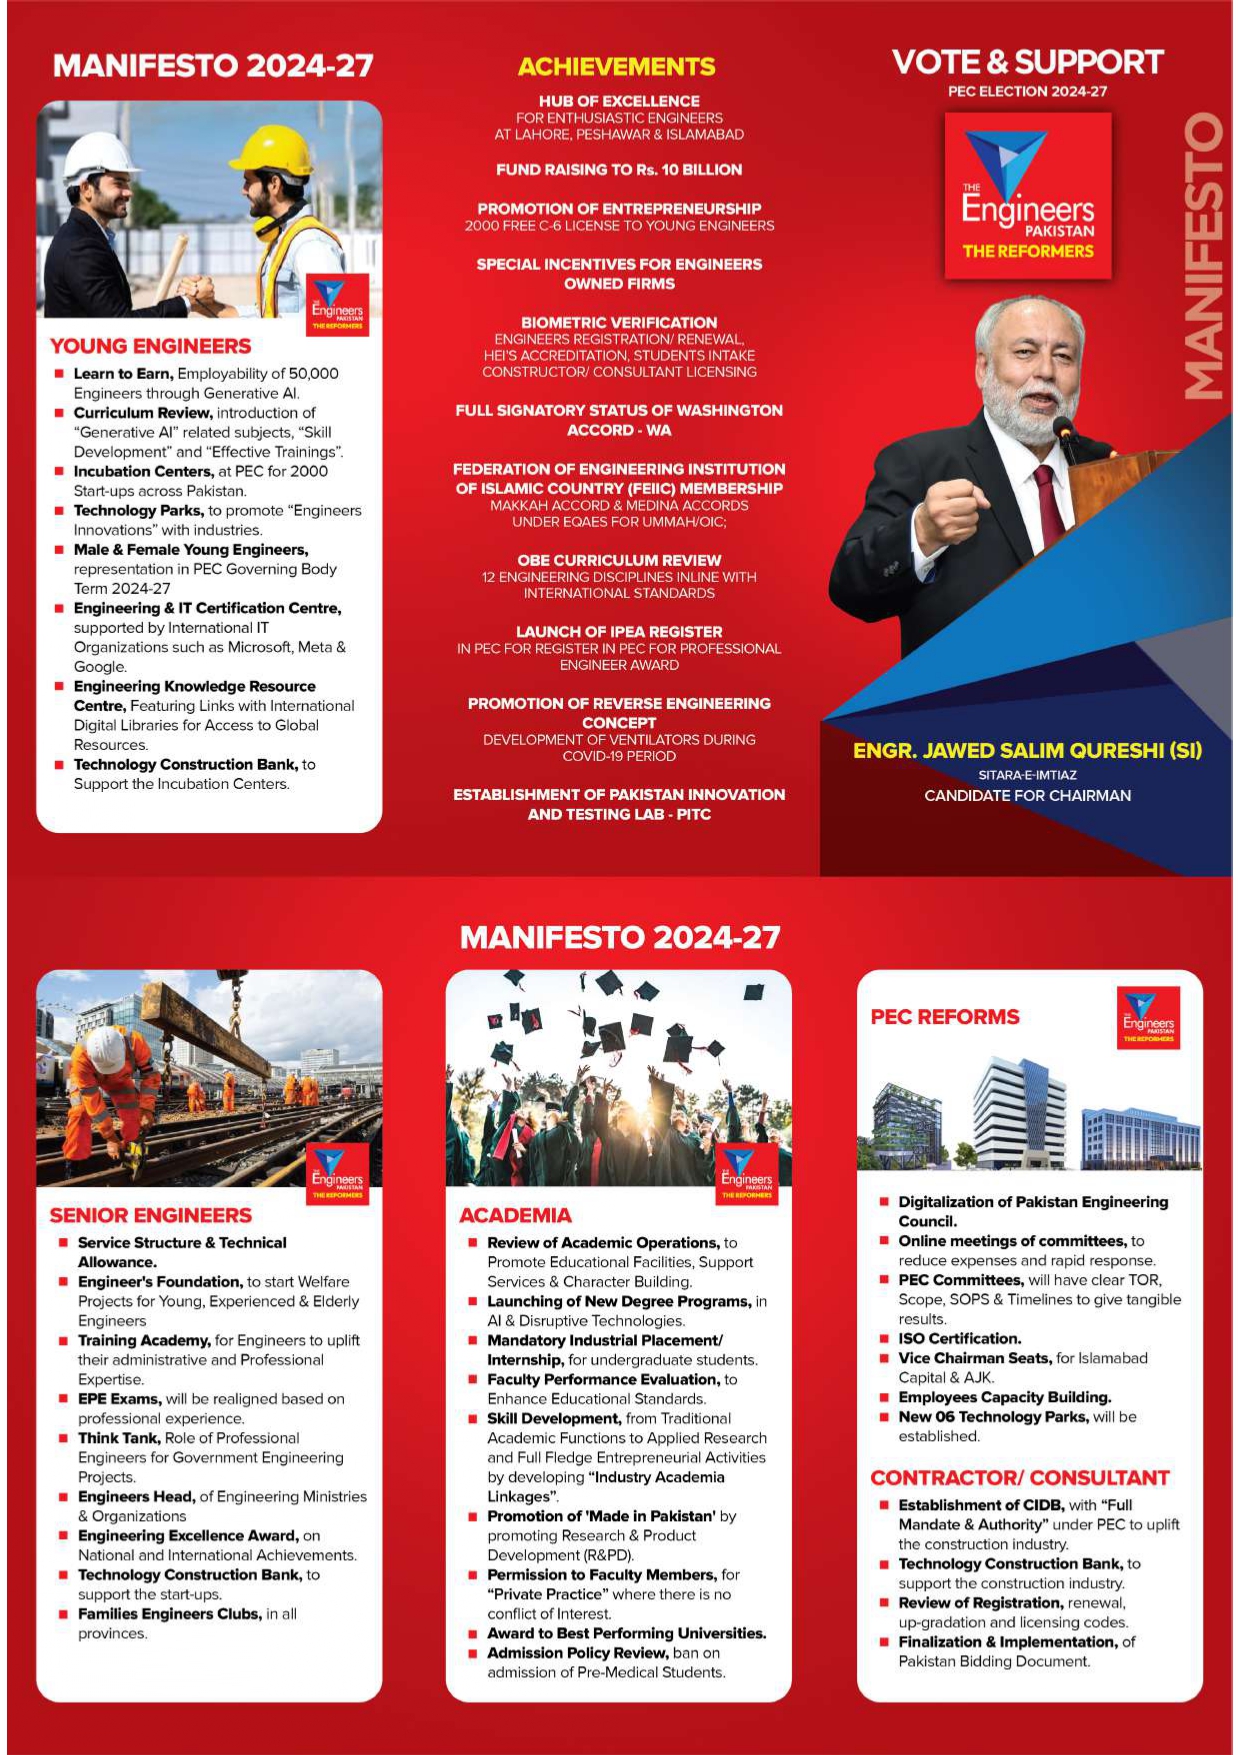 MANIFESTO 2024-27
THE
Engineers
PAKISTAN
THE REFORMERS
YOUNG ENGINEERS
Learn to Earn, Employability of 50,000
Engineers through Generative AI.
Curriculum Review, introduction of
“Generative AI” related subjects, “Skill
Development” and “Effective Trainings”.
Incubation Centers, at PEC for 2000
Start-ups across Pakistan.
Technology Parks, to promote “Engineers
Innovations” with industries.
Male & Female Young Engineers,
representation in PEC Governing Body
Term 2024-27
Engineering & IT Certification Centre,
supported by International IT
Organizations such as Microsoft, Meta &
Google.
Engineering Knowledge Resource
Centre, Featuring Links with International
Digital Libraries for Access to Global
Resources.
Technology Construction Bank, to
Support the Incubation Centers.
ACHIEVEMENTS
HUB OF EXCELLENCE
FOR ENTHUSIASTIC ENGINEERS
AT LAHORE, PESHAWAR & ISLAMABAD
FUND RAISING TO Rs. 10 BILLION
PROMOTION OF ENTREPRENEURSHIP
2000 FREE C-6 LICENSE TO YOUNG ENGINEERS
SPECIAL INCENTIVES FOR ENGINEERS
OWNED FIRMS
BIOMETRIC VERIFICATION
ENGINEERS REGISTRATION/ RENEWAL,
HEI'S ACCREDITATION, STUDENTS INTAKE
CONSTRUCTOR/ CONSULTANT LICENSING
FULL SIGNATORY STATUS OF WASHINGTON
ACCORD - WA
FEDERATION OF ENGINEERING INSTITUTION
OF ISLAMIC COUNTRY (FEIIC) MEMBERSHIP
MAKKAH ACCORD & MEDINA ACCORDS
UNDER EQAES FOR UMMAH/OIC;
OBE CURRICULUM REVIEW
12 ENGINEERING DISCIPLINES INLINE WITH
INTERNATIONAL STANDARDS
LAUNCH OF IPEA REGISTER
IN PEC FOR REGISTER IN PEC FOR PROFESSIONAL
ENGINEER AWARD
PROMOTION OF REVERSE ENGINEERING
CONCEPT
DEVELOPMENT OF VENTILATORS DURING
COVID-19 PERIOD
ESTABLISHMENT OF PAKISTAN INNOVATION
AND TESTING LAB - PITC
VOTE & SUPPORT
PEC ELECTION 2024-27
THE
Engineers
PAKISTAN
THE REFORMERS
MANIFESTO
ENGR. JAWED SALIM QURESHI (SI)
SITARA-E-IMTIAZ
CANDIDATE FOR CHAIRMAN
MANIFESTO 2024-27
THE
Engineers
PAKISTAN
THE REFORMERS
SENIOR ENGINEERS
Service Structure & Technical
Allowance.
Engineer's Foundation, to start Welfare
Projects for Young, Experienced & Elderly
Engineers
Training Academy, for Engineers to uplift
their administrative and Professional
Expertise.
EPE Exams, will be realigned based on
professional experience.
Think Tank, Role of Professional
Engineers for Government Engineering
Projects.
Engineers Head, of Engineering Ministries
& Organizations
Engineering Excellence Award, on
National and International Achievements.
Technology Construction Bank, to
support the start-ups.
Families Engineers Clubs, in all
provinces.
THE
Engineers
PAKISTAN
THE REFORMERS
ACADEMIA
Review of Academic Operations, to
Promote Educational Facilities, Support
Services & Character Building.
Launching of New Degree Programs, in
AI & Disruptive Technologies.
Mandatory Industrial Placement/
Internship, for undergraduate students.
Faculty Performance Evaluation, to
Enhance Educational Standards.
Skill Development, from Traditional
Academic Functions to Applied Research
and Full Fledge Entrepreneurial Activities
by developing “Industry Academia
Linkages”.
Promotion of 'Made in Pakistan' by
promoting Research & Product
Development (R&PD).
Permission to Faculty Members, for
“Private Practice” where there is no
conflict of Interest.
Award to Best Performing Universities.
Admission Policy Review, ban on
admission of Pre-Medical Students.
PEC REFORMS
THE
Engineers
PAKISTAN
THE REFORMERS
Digitalization of Pakistan Engineering
Council.
Online meetings of committees, to
reduce expenses and rapid response.
PEC Committees, will have clear TOR,
Scope, SOPS & Timelines to give tangible
results.
ISO Certification.
Vice Chairman Seats, for Islamabad
Capital & AJK.
Employees Capacity Building.
New 06 Technology Parks, will be
established.
CONTRACTOR/ CONSULTANT
Establishment of CIDB, with “Full
Mandate & Authority” under PEC to uplift
the construction industry.
Technology Construction Bank, to
support the construction industry.
Review of Registration, renewal,
up-gradation and licensing codes.
Finalization & Implementation, of
Pakistan Bidding Document.